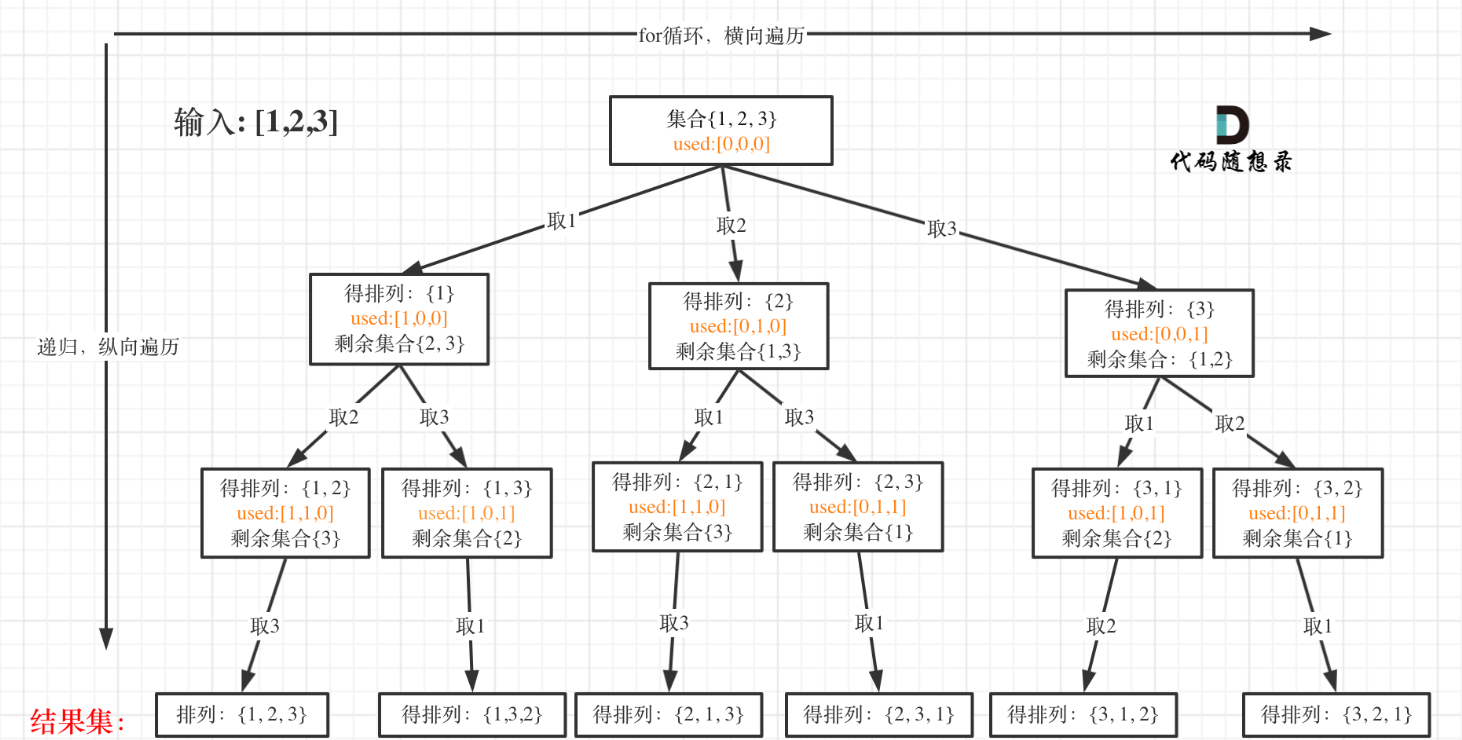 for循环，横向遍历
输入: [1,2,3]
集合{1, 2, 3}
used:[0,0,0]
代码随想录
取1
取2
取3
递归，纵向遍历
得排列：{1}
used:[1,0,0]
剩余集合{2, 3}
得排列：{2}
used:[0,1,0]
剩余集合{1,3}
得排列：{3}
used:[0,0,1]
剩余集合：{1,2}
取2
取3
取1
取3
取1
取2
得排列：{1, 2}
used:[1,1,0]
剩余集合{3}
得排列：{1, 3}
used:[1,0,1]
剩余集合{2}
得排列：{2, 1}
used:[1,1,0]
剩余集合{3}
得排列：{2, 3}
used:[0,1,1]
剩余集合{1}
得排列：{3, 1}
used:[1,0,1]
剩余集合{2}
得排列：{3, 2}
used:[0,1,1]
剩余集合{1}
取3
取1
取3
取1
取2
取1
结果集：
排列：{1, 2, 3}
得排列：{1,3,2}
得排列：{2, 1, 3}
得排列：{2, 3, 1}
得排列：{3, 1, 2}
得排列：{3, 2, 1}